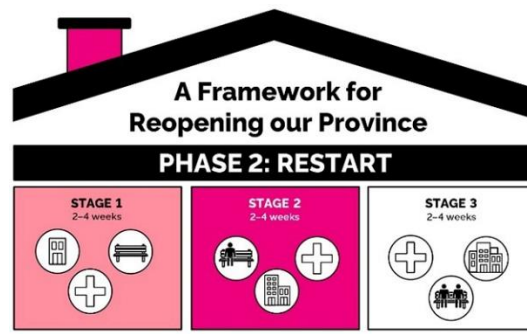 A Framework for
Reopening our Province
PHASE 2: RESTART
STAGE 1
2–4 weeks
STAGE 2
2–4 weeks
STAGE 3
2–4 weeks